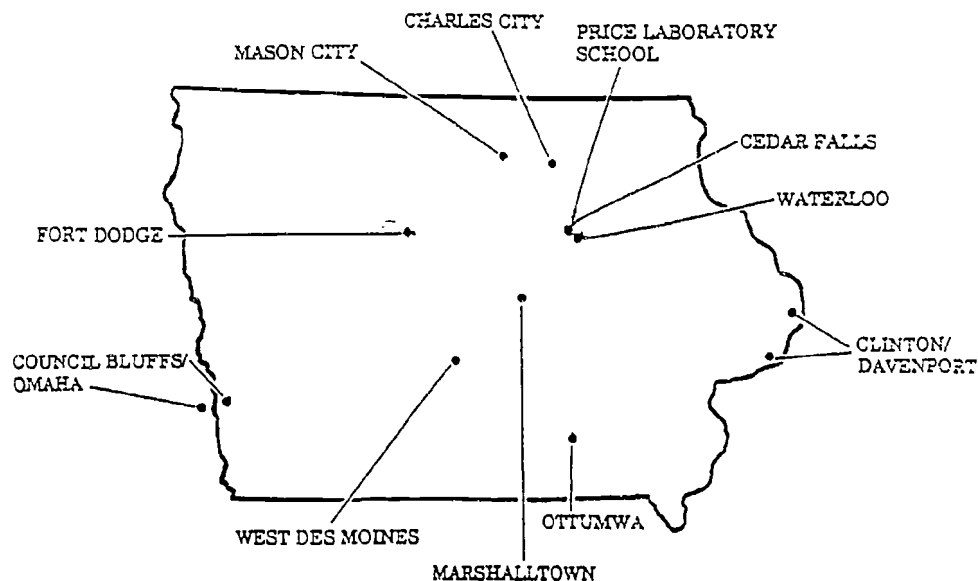 CHARLES CITY
PRICE LABORATORY
SCHOOL
MASON CITY
CEDAR FALLS
WATERLOO
FORT DODGE
CLINTON/
DAVENPORT
COUNCIL BLUFFS/
OMAHA
WEST DES MOINES
OTTUMWA
MARSHALLTOWN